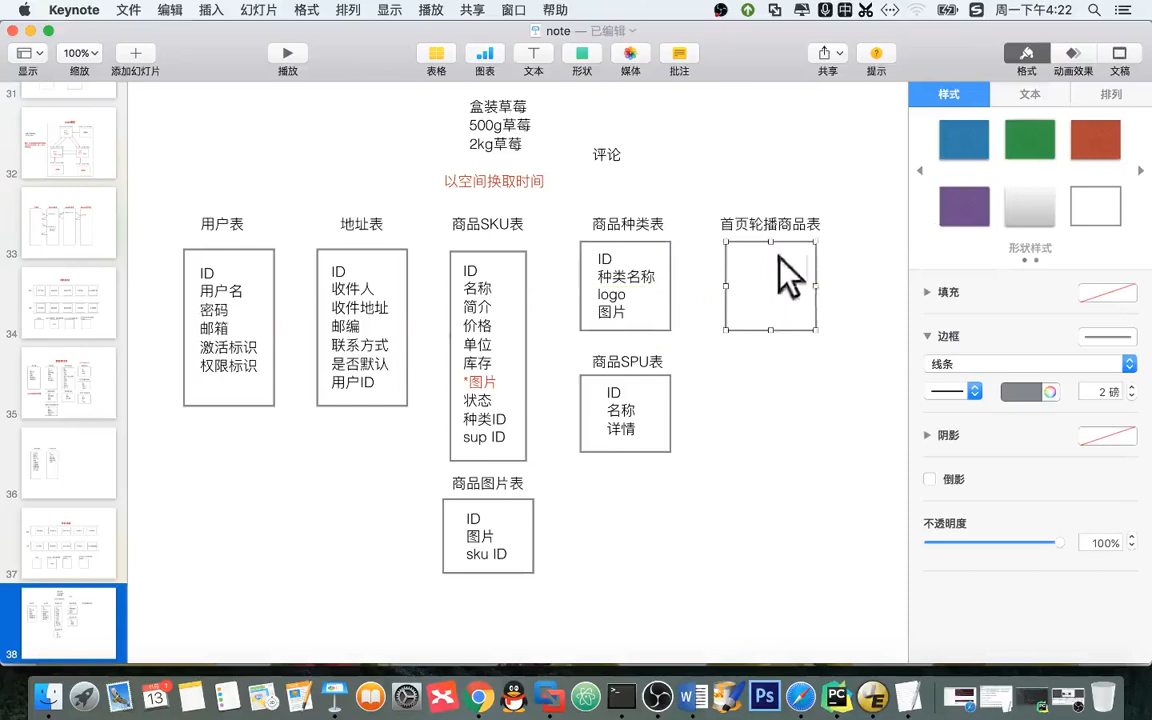 Keynote 文件 编辑 插入 幻灯片 格式 排列 显示 播放 共享 窗口 帮助
周一下午4:22
note — 已编辑
100%
显示 缩放 添加幻灯片 播放 表格 图表 文本 形状 媒体 批注 共享 提示 格式 动画效果 文稿
样式 文本 排列
形状样式
填充
边框
线条
2 磅
阴影
倒影
不透明度
100%
31
32
33
34
35
36
37
38
盒装草莓
500g草莓
2kg草莓
评论
以空间换取时间
用户表
ID
用户名
密码
邮箱
激活标识
权限标识
地址表
ID
收件人
收件地址
邮编
联系方式
是否默认
用户ID
商品SKU表
ID
名称
简介
价格
单位
库存
*图片
状态
种类ID
sup ID
商品图片表
ID
图片
sku ID
商品种类表
ID
种类名称
logo
图片
商品SPU表
ID
名称
详情
首页轮播商品表
13
Ps
PC